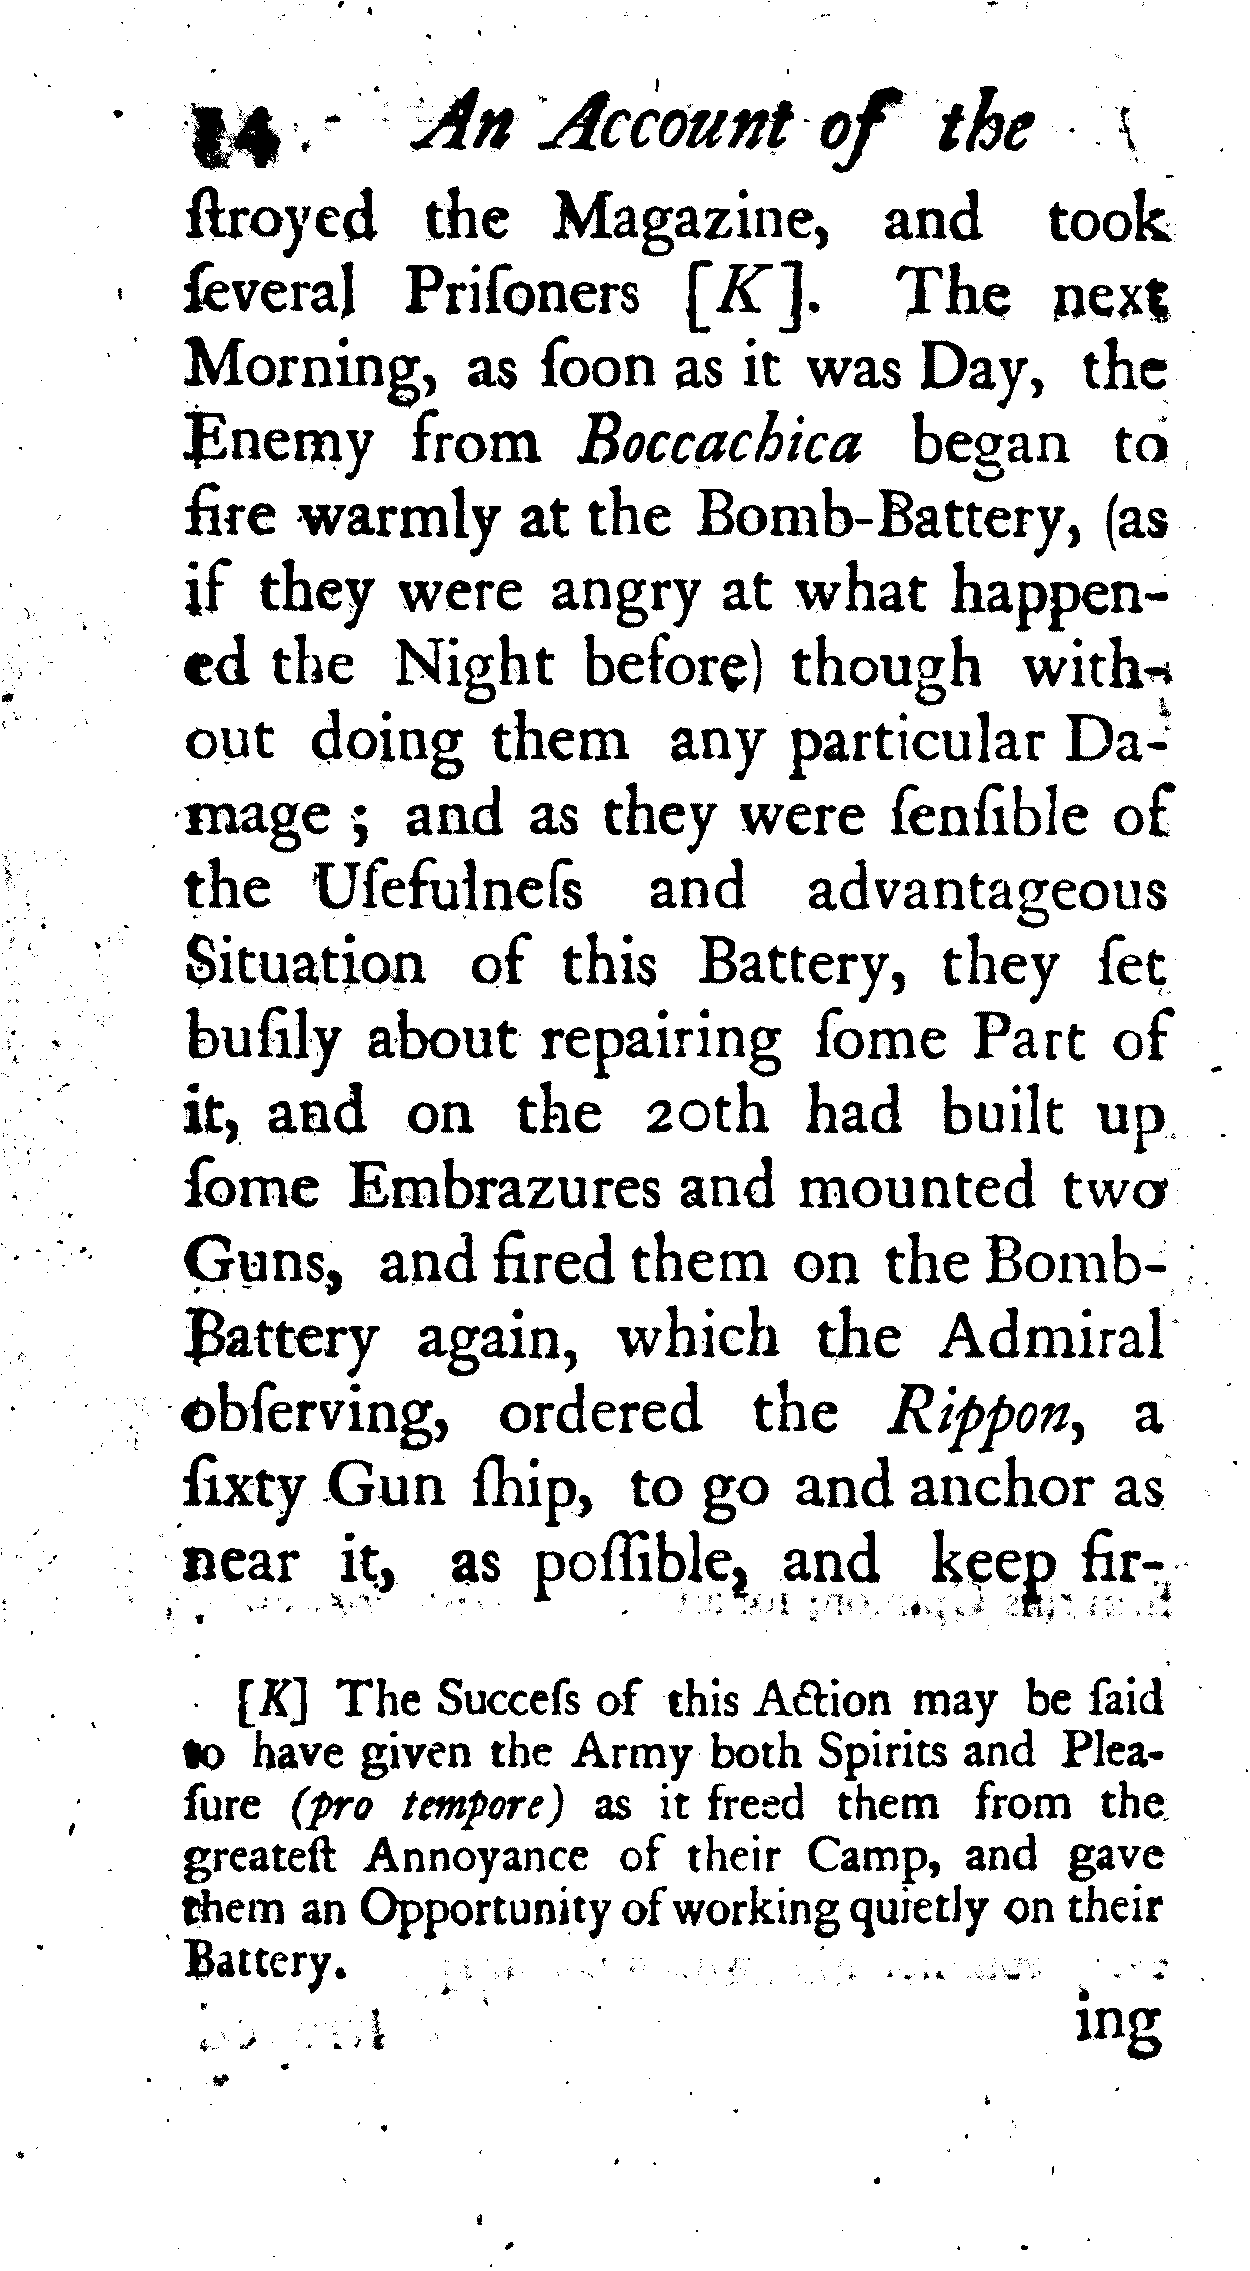 14 An Account of the
ſtroyed the Magazine, and took
ſeveral Priſoners [K]. The next
Morning, as ſoon as it was Day, the
Enemy from Boccachica began to
fire warmly at the Bomb-Battery, (as
if they were angry at what happen-
ed the Night before) though with-
out doing them any particular Da-
mage ; and as they were ſenſible of
the Uſefulneſs and advantageous
Situation of this Battery, they ſet
buſily about repairing ſome Part of
it, and on the 20th had built up
ſome Embrazures and mounted two
Guns, and fired them on the Bomb-
Battery again, which the Admiral
obſerving, ordered the Rippon, a
ſixty Gun ſhip, to go and anchor as
near it, as poſſible, and keep fir-
[K] The Succeſs of this Action may be ſaid
to have given the Army both Spirits and Plea-
ſure (pro tempore) as it freed them from the
greateſt Annoyance of their Camp, and gave
them an Opportunity of working quietly on their
Battery.
ing